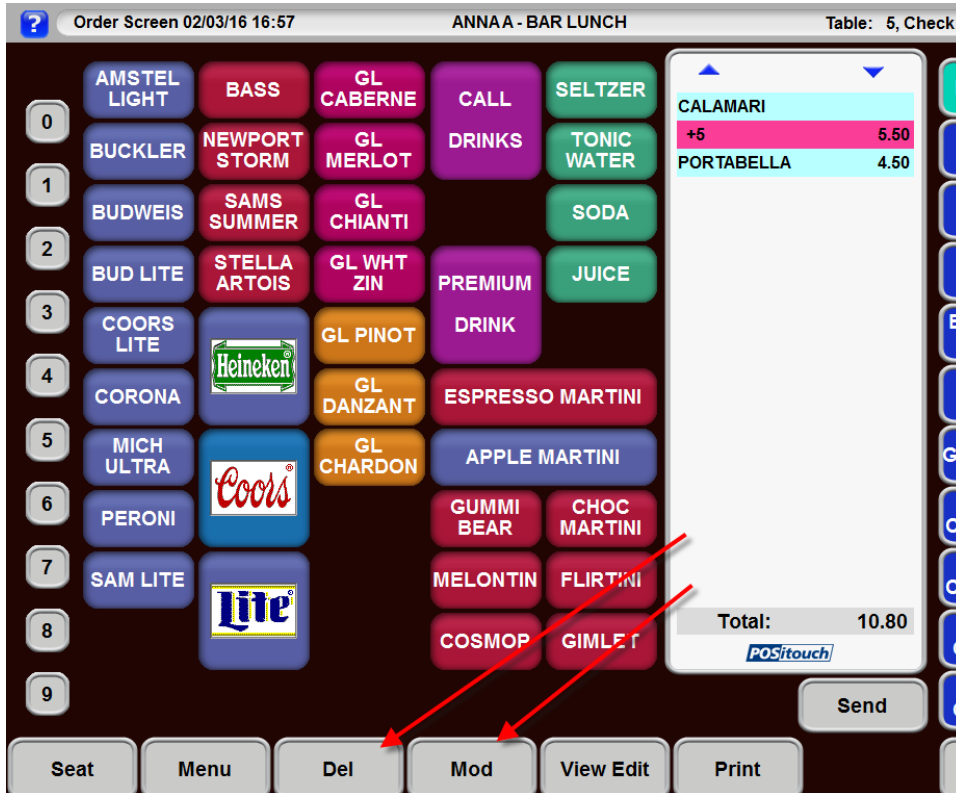 ? Order Screen 02/03/16 16:57 ANNA A - BAR LUNCH Table: 5, Check
0
1
2
3
4
5
6
7
8
9
AMSTEL
LIGHT
BUCKLER
BUDWEIS
BUD LITE
COORS
LITE
CORONA
MICH
ULTRA
PERONI
SAM LITE
BASS
NEWPORT
STORM
SAMS
SUMMER
STELLA
ARTOIS
Heineken®
Coors®
Lite®
GL
CABERNE
GL
MERLOT
GL
CHIANTI
GL WHT
ZIN
GL PINOT
GL
DANZANT
GL
CHARDON
CALL
DRINKS
PREMIUM
DRINK
SELTZER
TONIC
WATER
SODA
JUICE
ESPRESSO MARTINI
APPLE MARTINI
GUMMI
BEAR
CHOC
MARTINI
MELONTIN
FLIRTINI
COSMOP
GIMLET
CALAMARI
+5 5.50
PORTABELLA 4.50
Total: 10.80
POSitouch
Send
Seat
Menu
Del
Mod
View Edit
Print